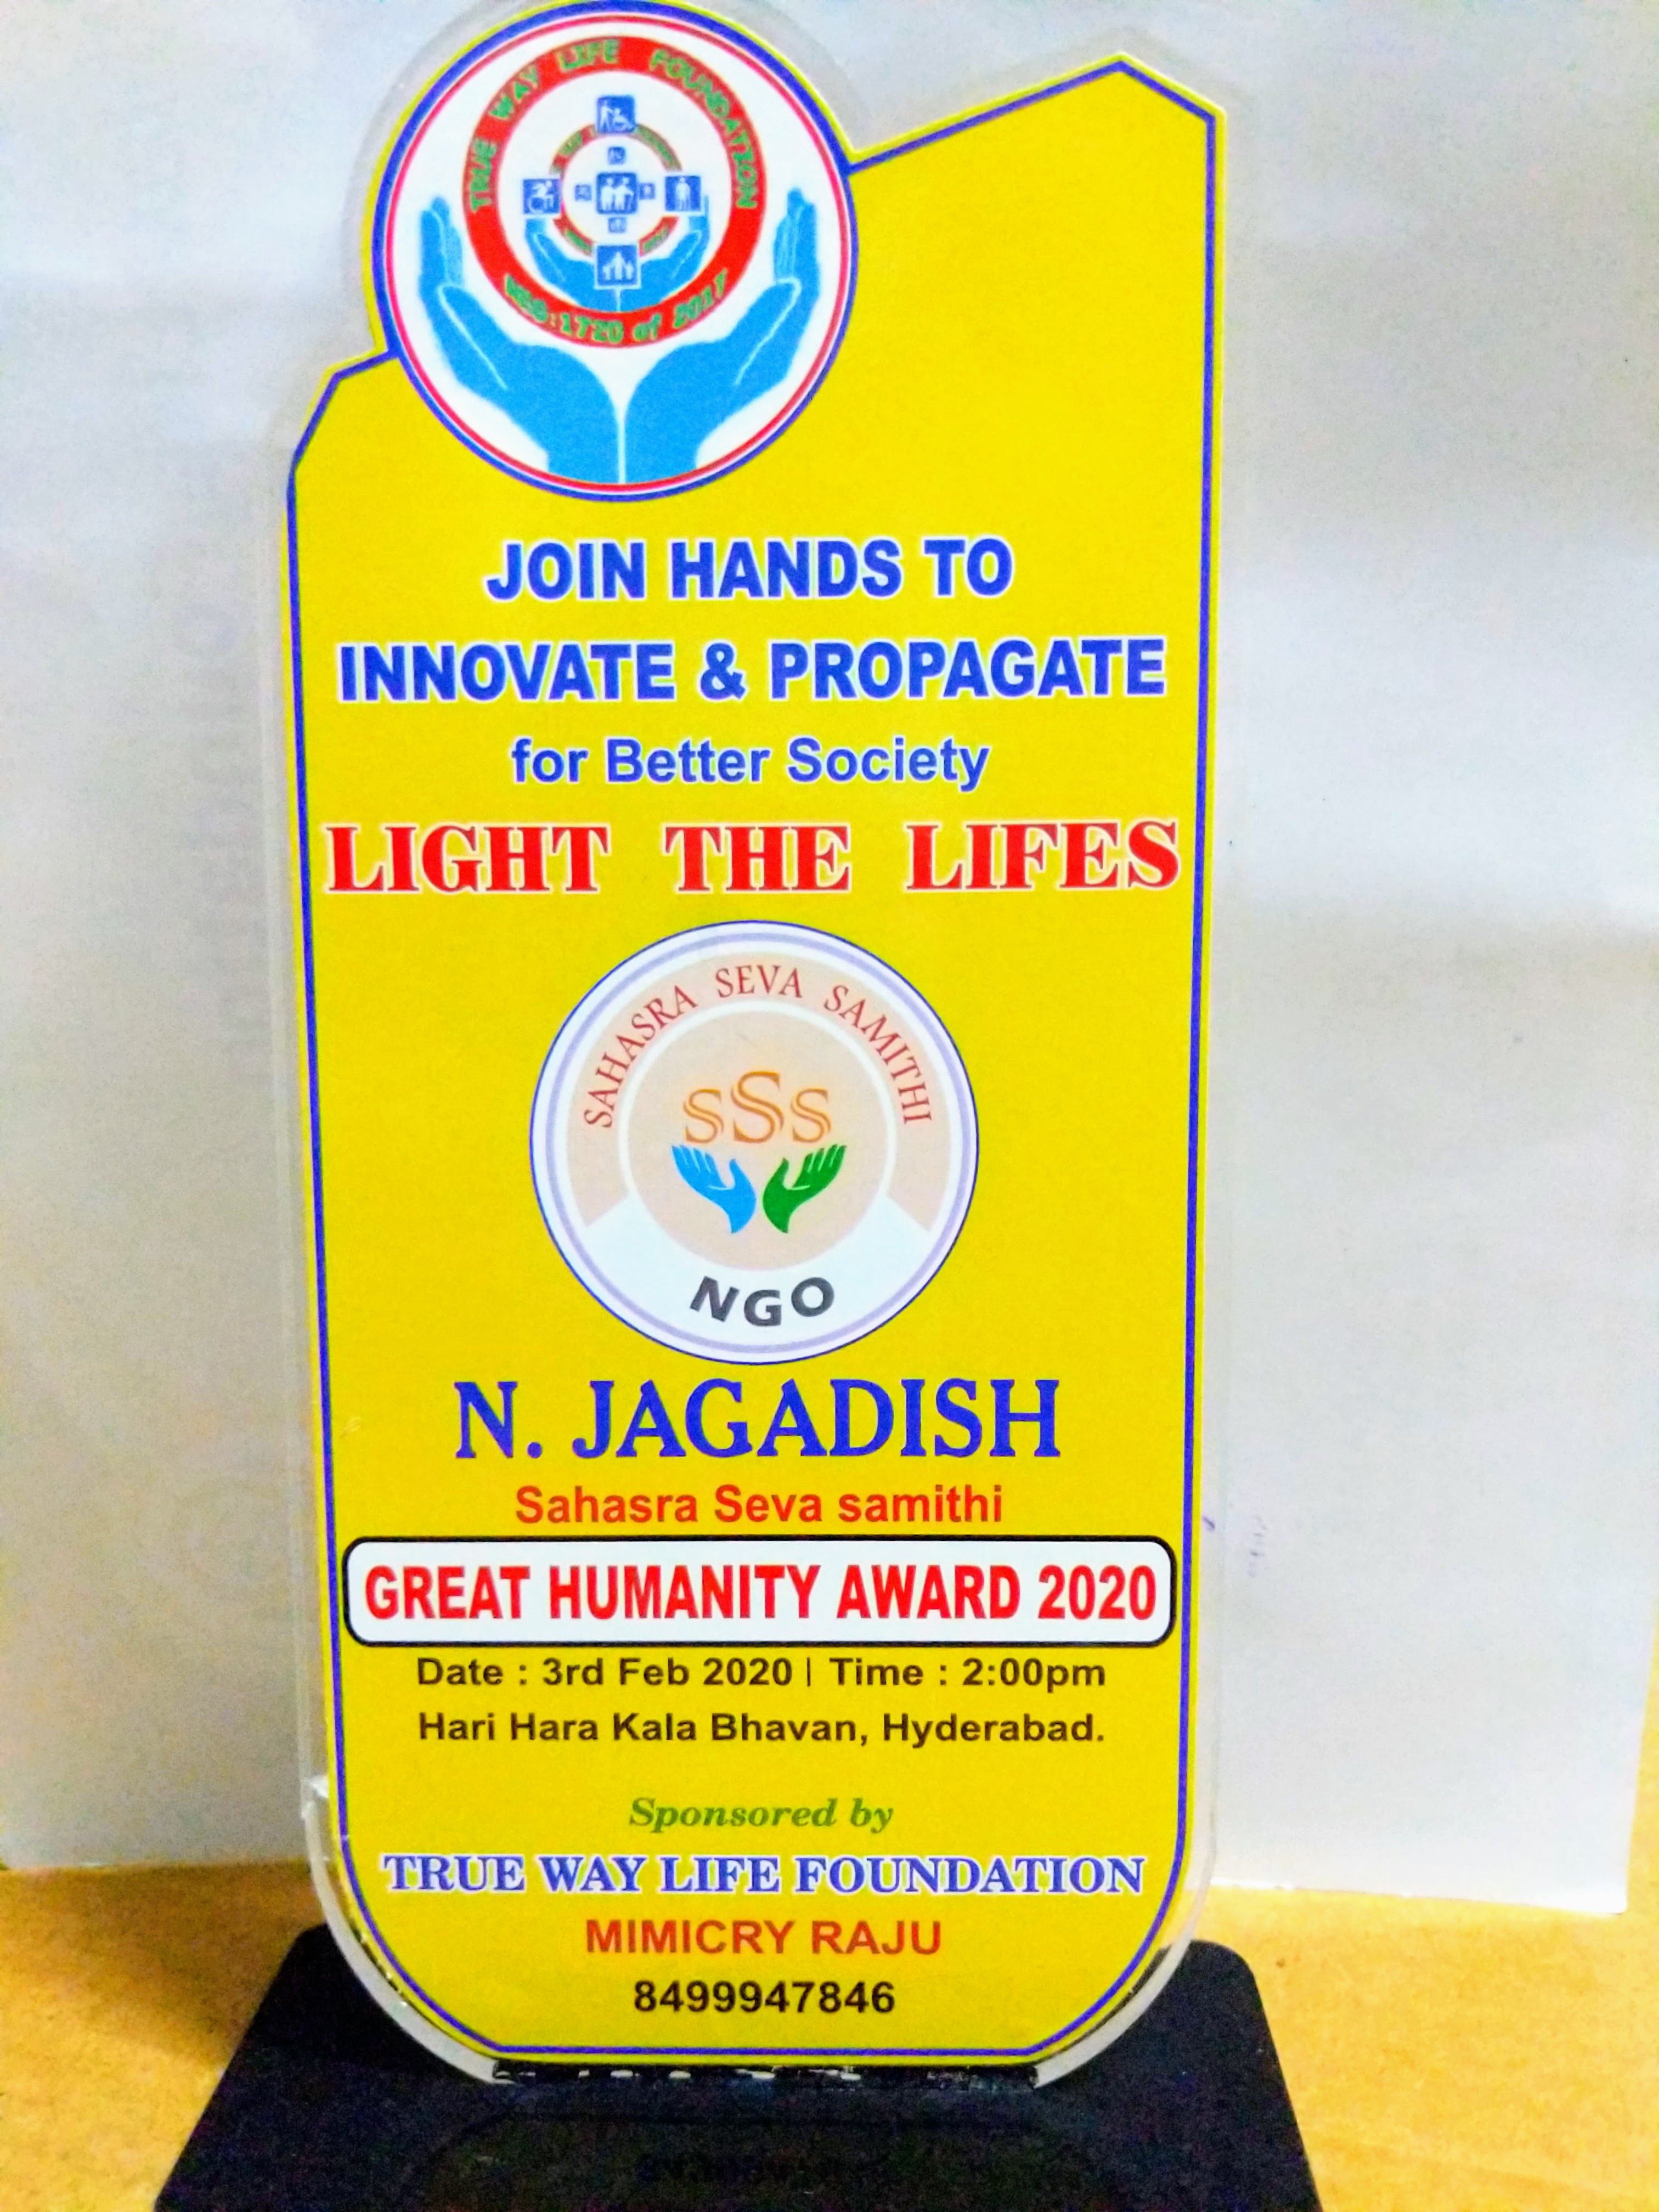 TRUE WAY LIFE FOUNDATION
JOIN HANDS TO
INNOVATE & PROPAGATE
for Better Society
LIGHT THE LIFES
SAHASRA SEVA SAMITHI
sSs
NGO
N. JAGADISH
Sahasra Seva samithi
GREAT HUMANITY AWARD 2020
Date : 3rd Feb 2020 | Time : 2:00pm
Hari Hara Kala Bhavan, Hyderabad.
Sponsored by
TRUE WAY LIFE FOUNDATION
MIMICRY RAJU
8499947846